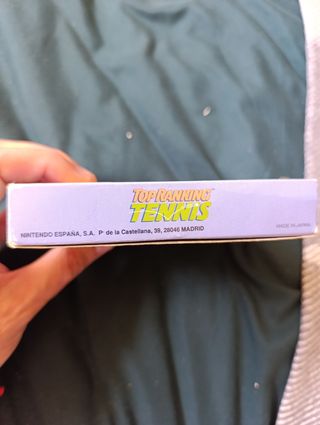 TOP RANKING
TENNIS
NINTENDO ESPAÑA, S.A. Pº de la Castellana, 39, 28046 MADRID
MADE IN JAPAN